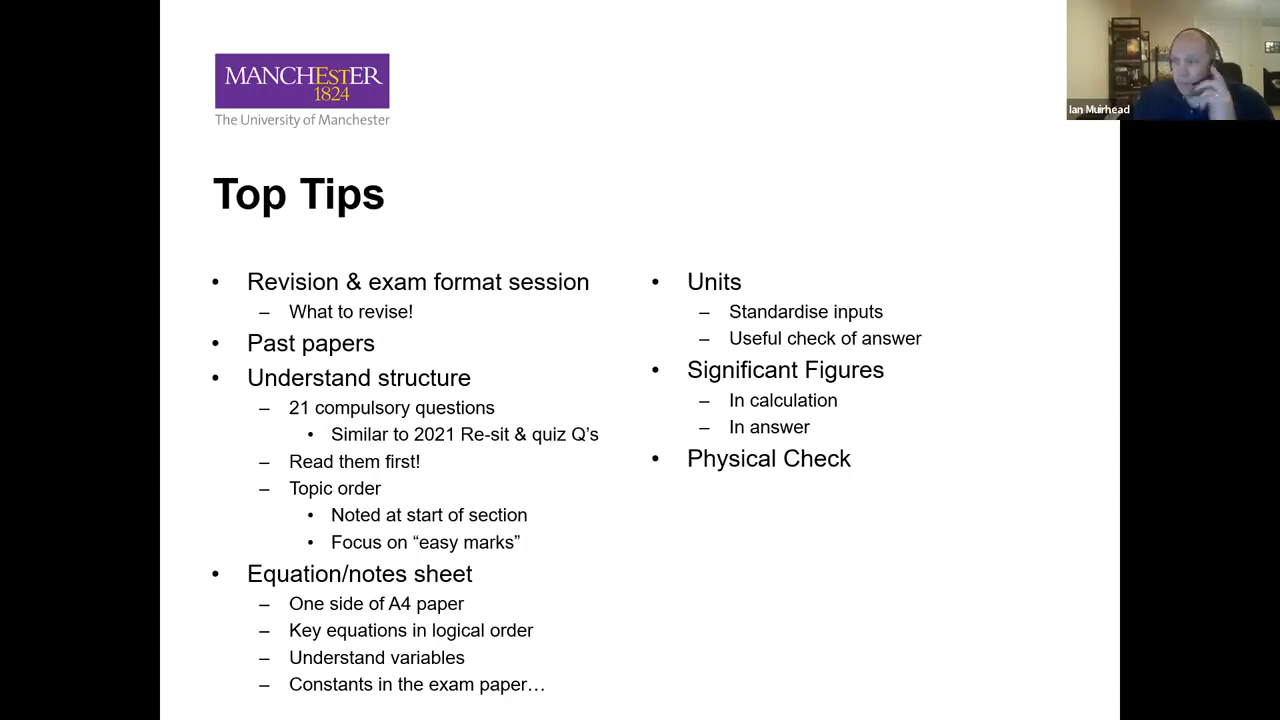 MANCHESTER
1824
The University of Manchester
Ian Muirhead
Top Tips
• Revision & exam format session
– What to revise!
• Past papers
• Understand structure
– 21 compulsory questions
• Similar to 2021 Re-sit & quiz Q’s
– Read them first!
– Topic order
• Noted at start of section
• Focus on “easy marks”
• Equation/notes sheet
– One side of A4 paper
– Key equations in logical order
– Understand variables
– Constants in the exam paper…
• Units
– Standardise inputs
– Useful check of answer
• Significant Figures
– In calculation
– In answer
• Physical Check